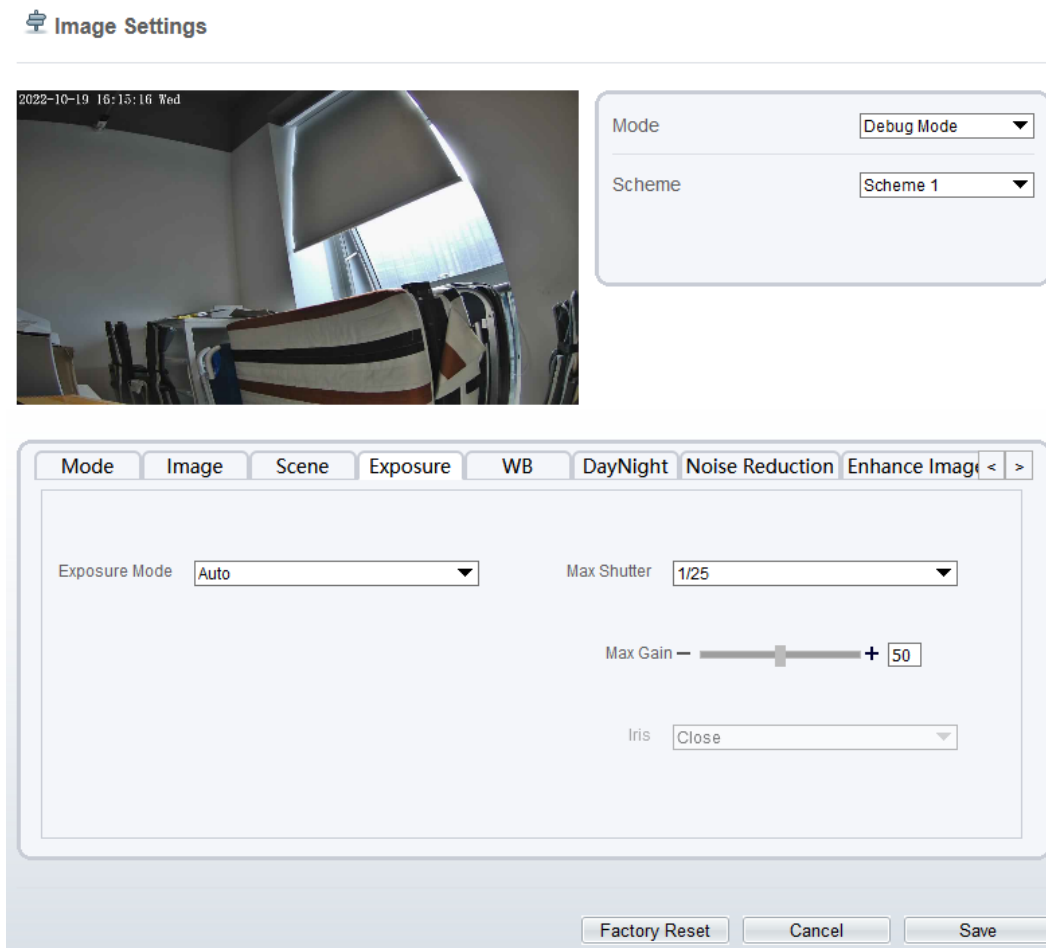 Image Settings
2022-10-19 16:15:16 Wed
Mode
Debug Mode
Scheme
Scheme 1
Mode Image Scene Exposure WB DayNight Noise Reduction Enhance Image < >
Exposure Mode Auto
Max Shutter 1/25
Max Gain − + 50
Iris Close
Factory Reset Cancel Save